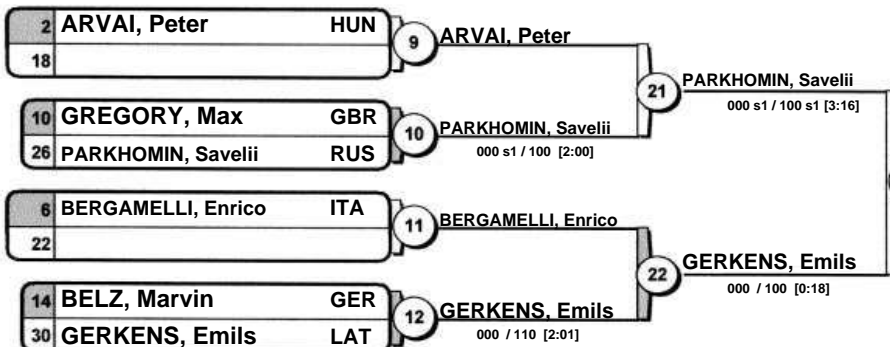 2 ARVAI, Peter HUN
18
9 ARVAI, Peter
10 GREGORY, Max GBR
26 PARKHOMIN, Savelii RUS
10 PARKHOMIN, Savelii
000 s1 / 100 [2:00]
21 PARKHOMIN, Savelii
000 s1 / 100 s1 [3:16]
6 BERGAMELLI, Enrico ITA
22
11 BERGAMELLI, Enrico
14 BELZ, Marvin GER
30 GERKENS, Emils LAT
12 GERKENS, Emils
000 / 110 [2:01]
22 GERKENS, Emils
000 / 100 [0:18]